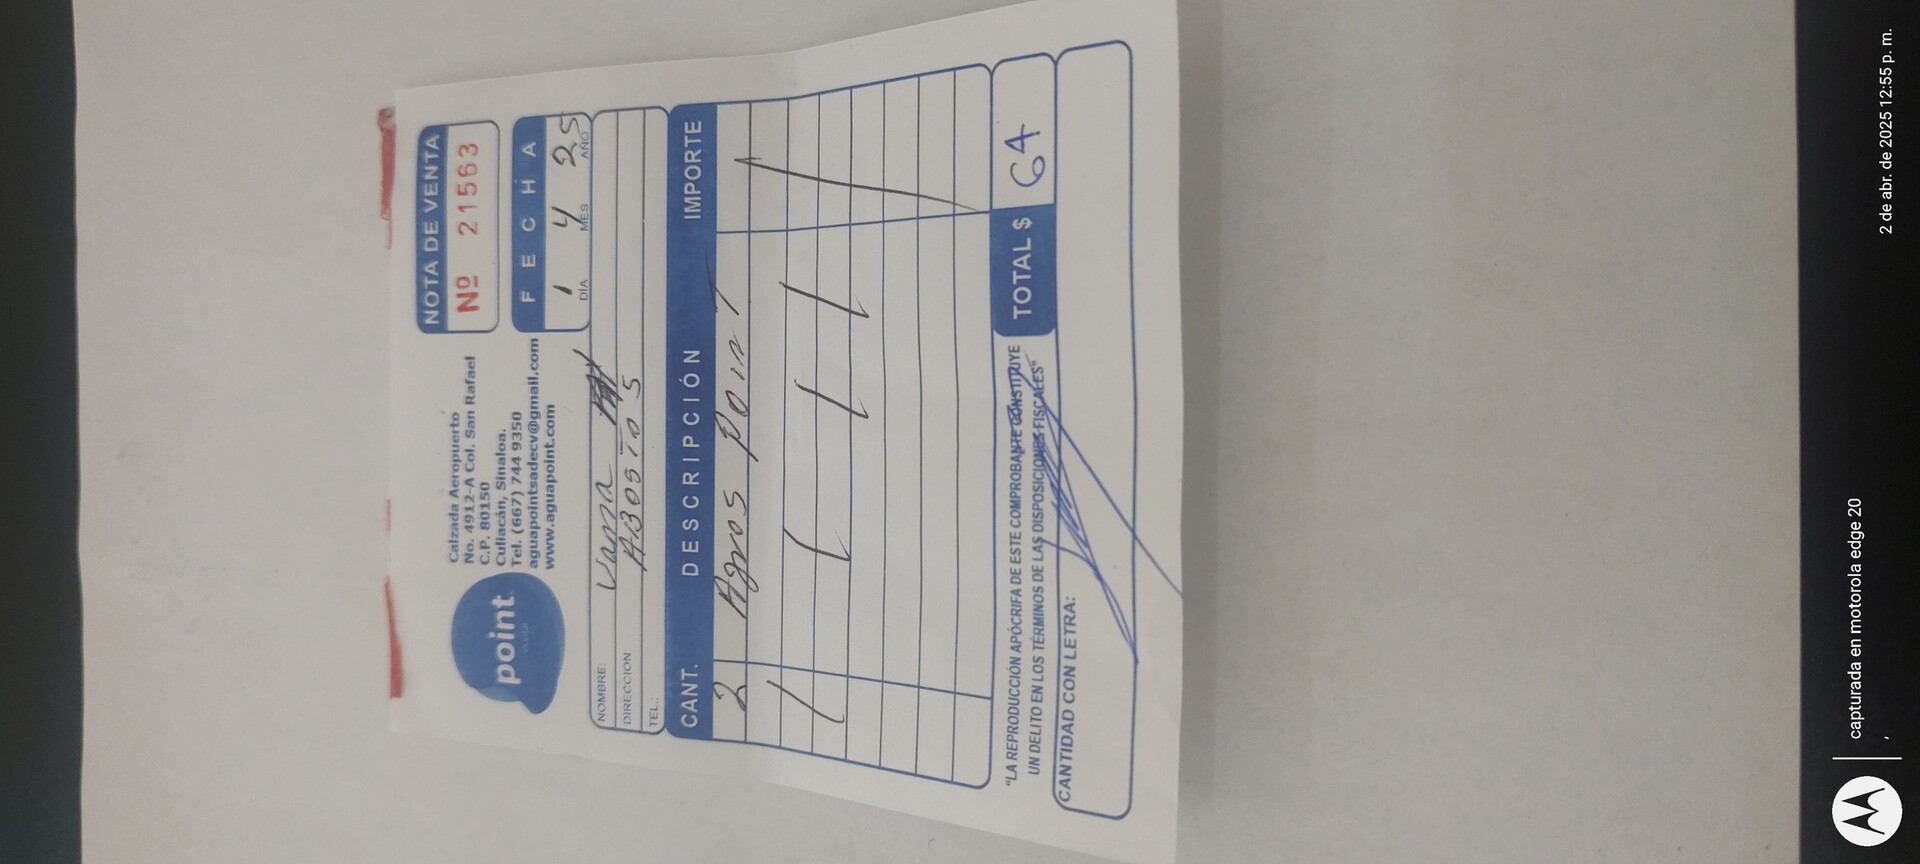 point
Calzada Aeropuerto
No. 4912-A Col. San Rafael
C.P. 80150
Culiacán, Sinaloa.
Tel. (667) 744 9350
aguapointsadecv@gmail.com
www.aguapoint.com
NOTA DE VENTA
Nº 21563
FECHA
1 4 25
DÍA MES AÑO
NOMBRE:
DIRECCION
TEL.:
CANT. DESCRIPCIÓN IMPORTE
2 Aguas Point
"LA REPRODUCCIÓN APÓCRIFA DE ESTE COMPROBANTE CONSTITUYE
UN DELITO EN LOS TÉRMINOS DE LAS DISPOSICIONES FISCALES"
TOTAL $ 64
CANTIDAD CON LETRA:
capturada en motorola edge 20
,
2 de abr. de 2025 12:55 p. m.